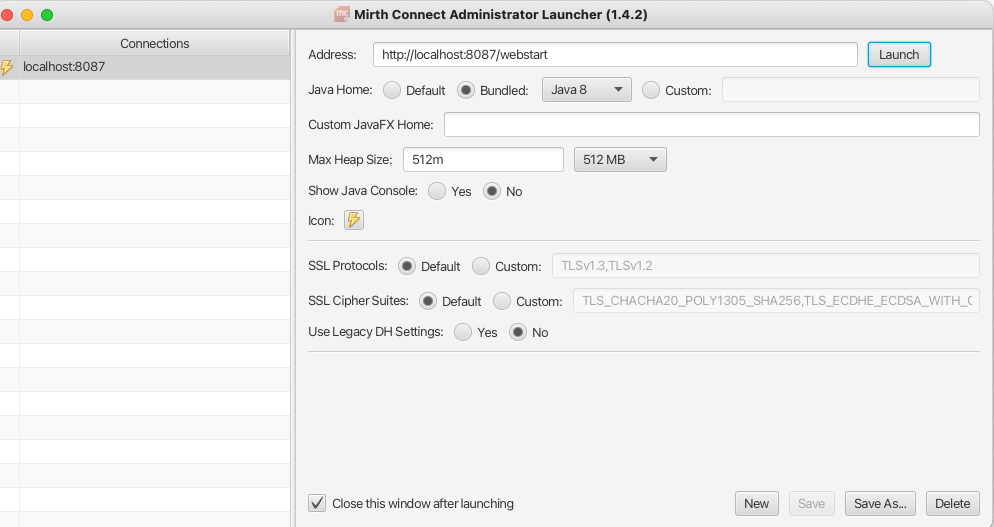 Mirth Connect Administrator Launcher (1.4.2)
Connections
localhost:8087
Address: http://localhost:8087/webstart Launch
Java Home: Default Bundled: Java 8 Custom:
Custom JavaFX Home:
Max Heap Size: 512m 512 MB
Show Java Console: Yes No
Icon:
SSL Protocols: Default Custom: TLSv1.3,TLSv1.2
SSL Cipher Suites: Default Custom: TLS_CHACHA20_POLY1305_SHA256,TLS_ECDHE_ECDSA_WITH_C
Use Legacy DH Settings: Yes No
Close this window after launching New Save Save As... Delete